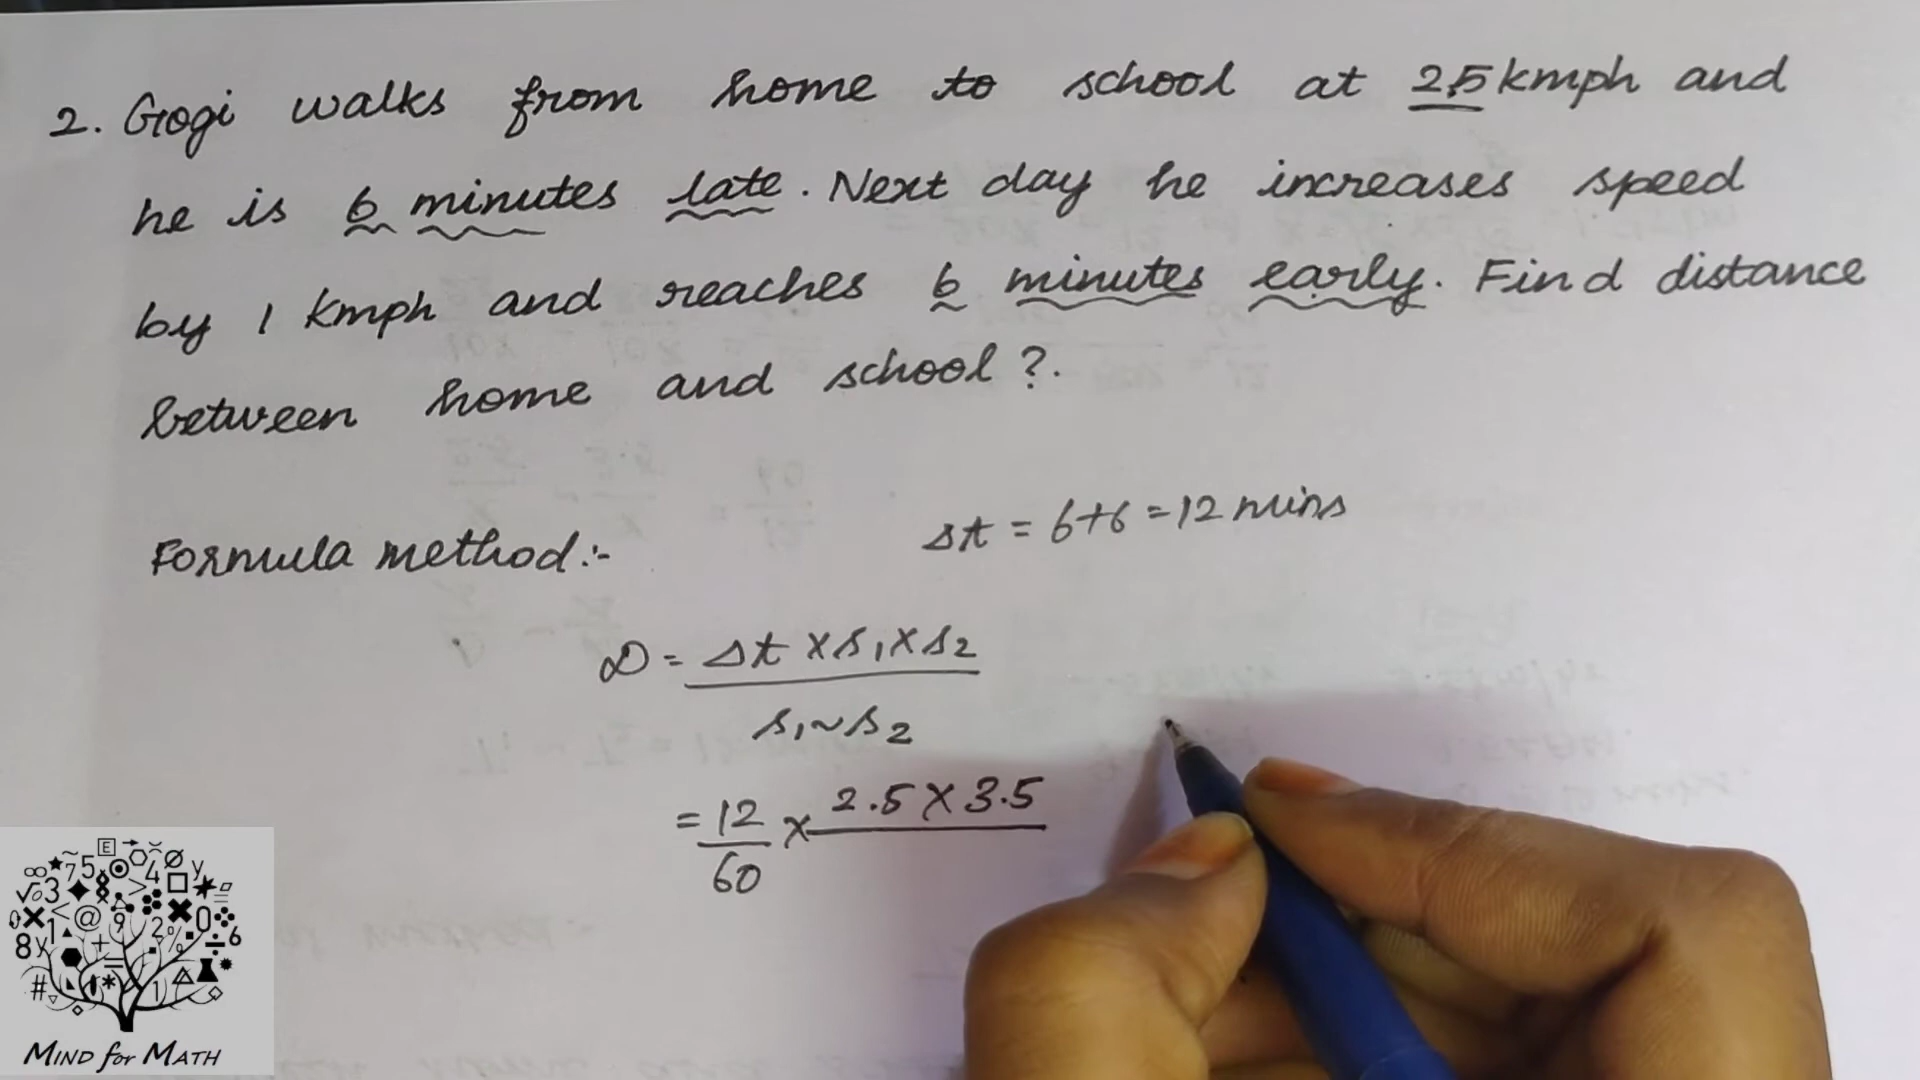 2. Gogi walks from home to school at 2.5 kmph and
he is 6 minutes late. Next day he increases speed
by 1 kmph and reaches 6 minutes early. Find distance
between home and school?.
Formula method:-
Δt = 6+6 = 12 mins
D = Δt × s₁ × s₂
s₁ ~ s₂
= 12/60 × 2.5 × 3.5
MIND for MATH